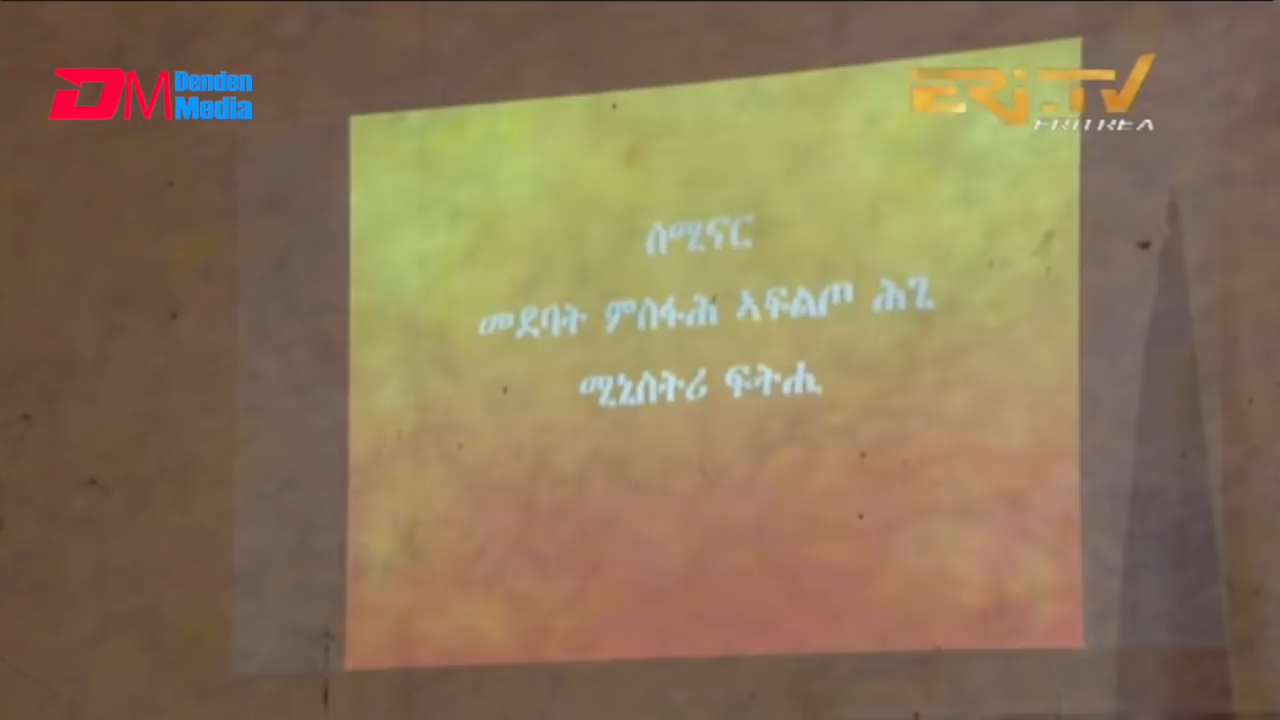 DM Denden Media
ERi-TV
ERITREA
ሰሚናር
መደባት ምስፋሕ ኣፍልጦ ሕጊ
ሚኒስትሪ ፍትሒ